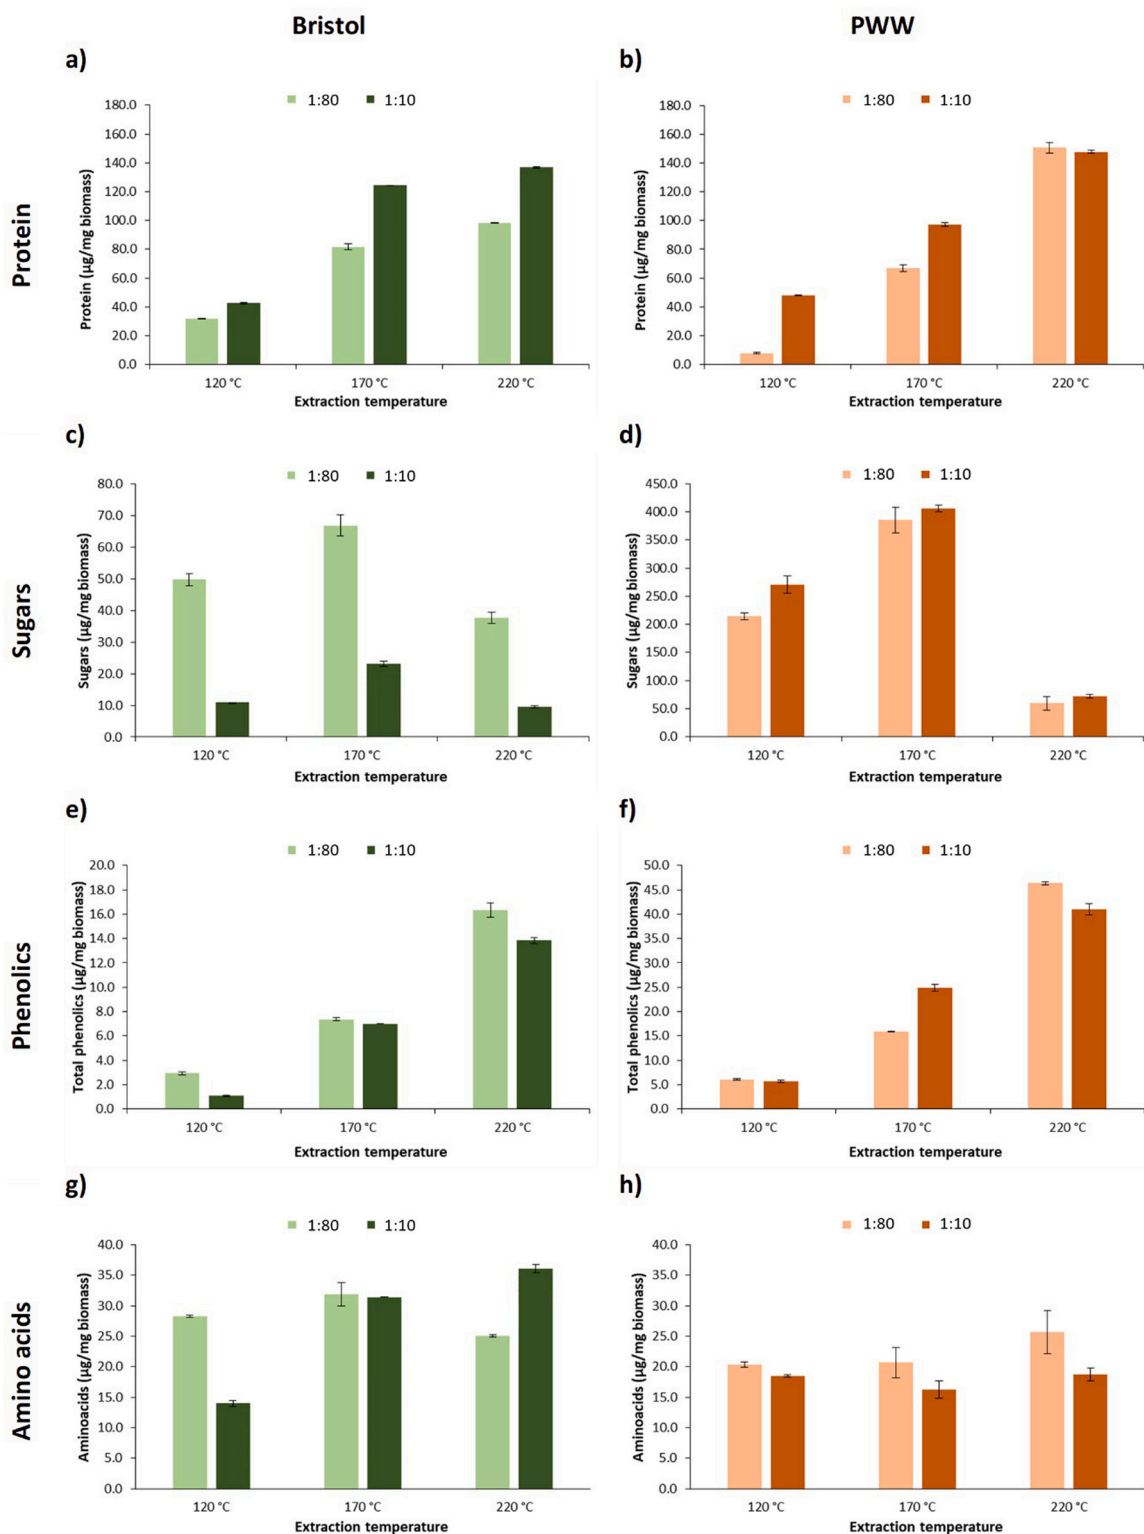 Bristol
PWW
a)
1:80 1:10
180.0
160.0
140.0
120.0
100.0
80.0
60.0
40.0
20.0
0.0
Protein (µg/mg biomass)
120 °C 170 °C 220 °C
Extraction temperature
b)
1:80 1:10
180.0
160.0
140.0
120.0
100.0
80.0
60.0
40.0
20.0
0.0
Protein (µg/mg biomass)
120 °C 170 °C 220 °C
Extraction temperature
Protein
c)
1:80 1:10
80.0
70.0
60.0
50.0
40.0
30.0
20.0
10.0
0.0
Sugars (µg/mg biomass)
120 °C 170 °C 220 °C
Extraction temperature
d)
1:80 1:10
450.0
400.0
350.0
300.0
250.0
200.0
150.0
100.0
50.0
0.0
Sugars (µg/mg biomass)
120 °C 170 °C 220 °C
Extraction temperature
Sugars
e)
1:80 1:10
20.0
18.0
16.0
14.0
12.0
10.0
8.0
6.0
4.0
2.0
0.0
Total phenolics (µg/mg biomass)
120 °C 170 °C 220 °C
Extraction temperature
f)
1:80 1:10
50.0
45.0
40.0
35.0
30.0
25.0
20.0
15.0
10.0
5.0
0.0
Total phenolics (µg/mg biomass)
120 °C 170 °C 220 °C
Extraction temperature
Phenolics
g)
1:80 1:10
40.0
35.0
30.0
25.0
20.0
15.0
10.0
5.0
0.0
Aminoacids (µg/mg biomass)
120 °C 170 °C 220 °C
Extraction temperature
h)
1:80 1:10
40.0
35.0
30.0
25.0
20.0
15.0
10.0
5.0
0.0
Aminoacids (µg/mg biomass)
120 °C 170 °C 220 °C
Extraction temperature
Amino acids